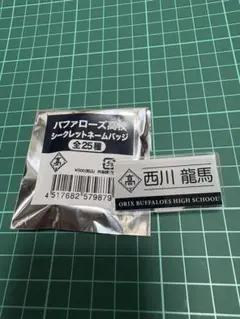 バファローズ高校
シークレットネームバッジ
全25種
高
4517682579879
高 西川 龍馬
ORIX BUFFALOES HIGH SCHOOL